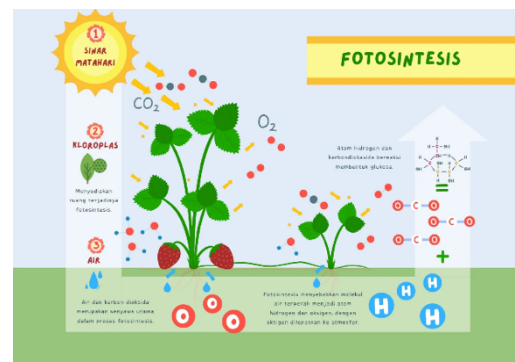 1
SINAR
MATAHARI
FOTOSINTESIS
CO2
O2
2
KLOROPLAS
Menyediakan
ruang terjadinya
fotosintesis.
Atom hidrogen dan
karbondioksida bereaksi
membentuk glukosa.
=
O C O
O C O
O C O
+
3
AIR
Air dan karbon dioksida
merupakan senyawa utama
dalam proses fotosintesis.
O
O
O
Fotosintesis menyebabkan molekul
air terpecah menjadi atom
hidrogen dan oksigen, dengan
oksigen dilepaskan ke atmosfer.
H
H
H
H